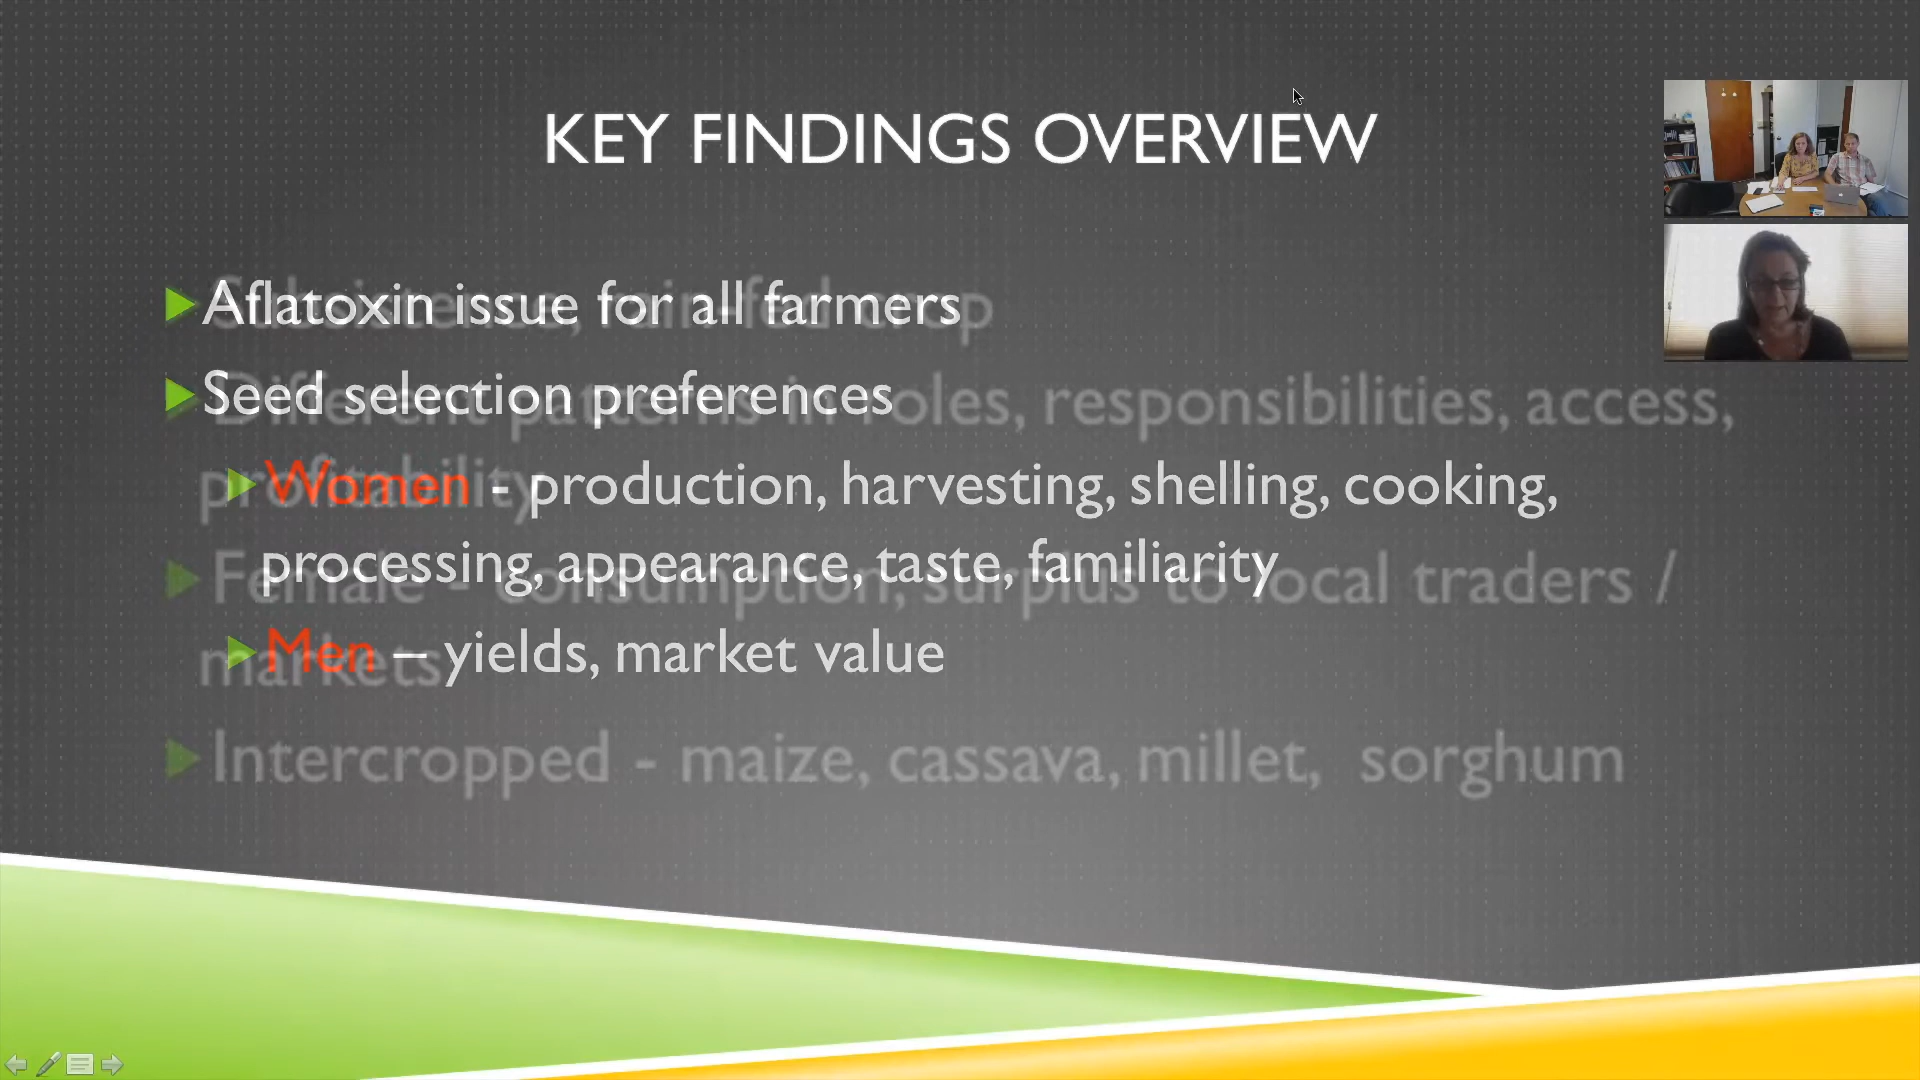 KEY FINDINGS OVERVIEW
Aflatoxin issue for all farmers
Seed selection preferences
Women - production, harvesting, shelling, cooking,
processing, appearance, taste, familiarity
Men – yields, market value
Different patterns in roles, responsibilities, access,
profitability
Female - consumption, surplus to local traders /
markets
Intercropped - maize, cassava, millet, sorghum